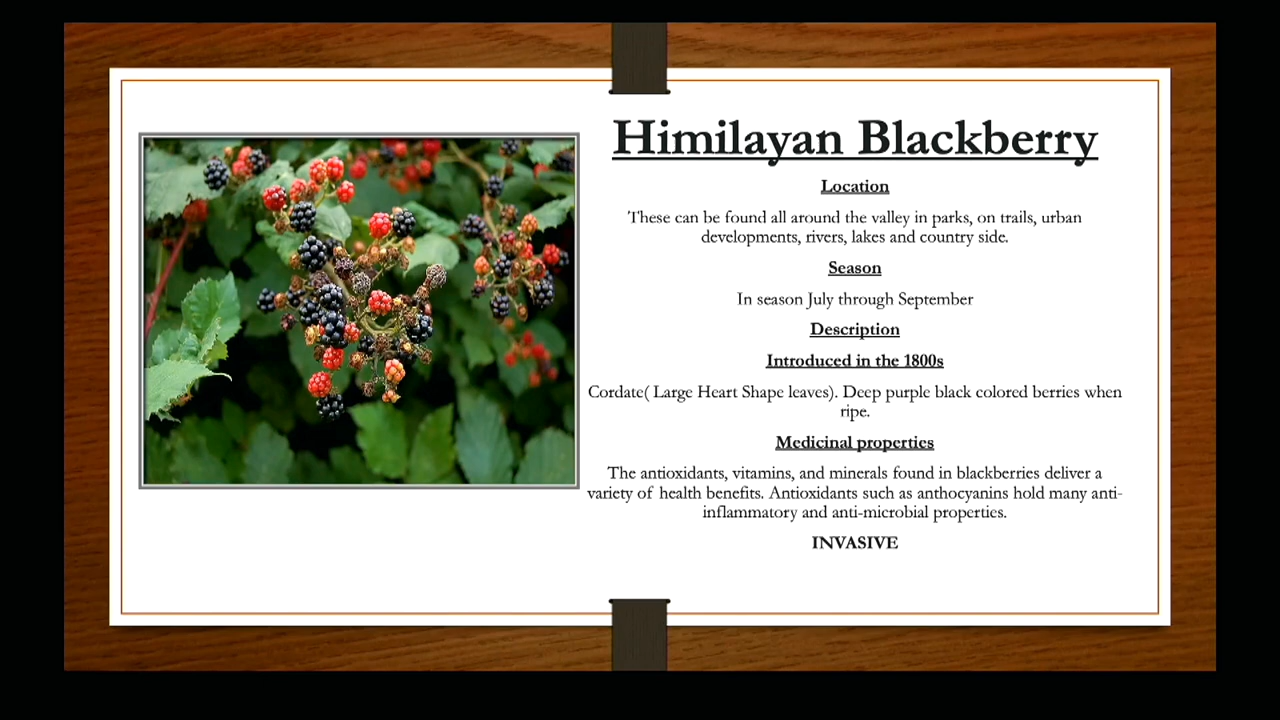 Himilayan Blackberry
Location
These can be found all around the valley in parks, on trails, urban
developments, rivers, lakes and country side.
Season
In season July through September
Description
Introduced in the 1800s
Cordate( Large Heart Shape leaves). Deep purple black colored berries when
ripe.
Medicinal properties
The antioxidants, vitamins, and minerals found in blackberries deliver a
variety of health benefits. Antioxidants such as anthocyanins hold many anti-
inflammatory and anti-microbial properties.
INVASIVE